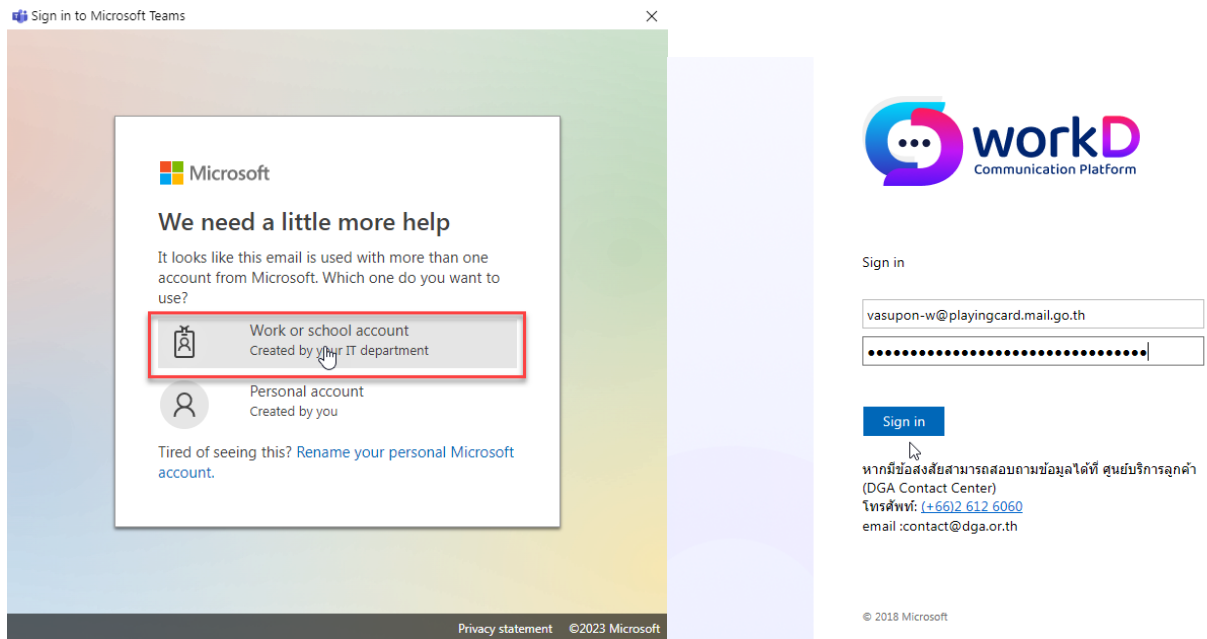 Sign in to Microsoft Teams
Microsoft
We need a little more help
It looks like this email is used with more than one
account from Microsoft. Which one do you want to
use?
Work or school account
Created by your IT department
Personal account
Created by you
Tired of seeing this? Rename your personal Microsoft
account.
Privacy statement ©2023 Microsoft
workD
Communication Platform
Sign in
vasupon-w@playingcard.mail.go.th
Sign in
หากมีข้อสงสัยสามารถสอบถามข้อมูลได้ที่ ศูนย์บริการลูกค้า
(DGA Contact Center)
โทรศัพท์: (+66)2 612 6060
email :contact@dga.or.th
© 2018 Microsoft